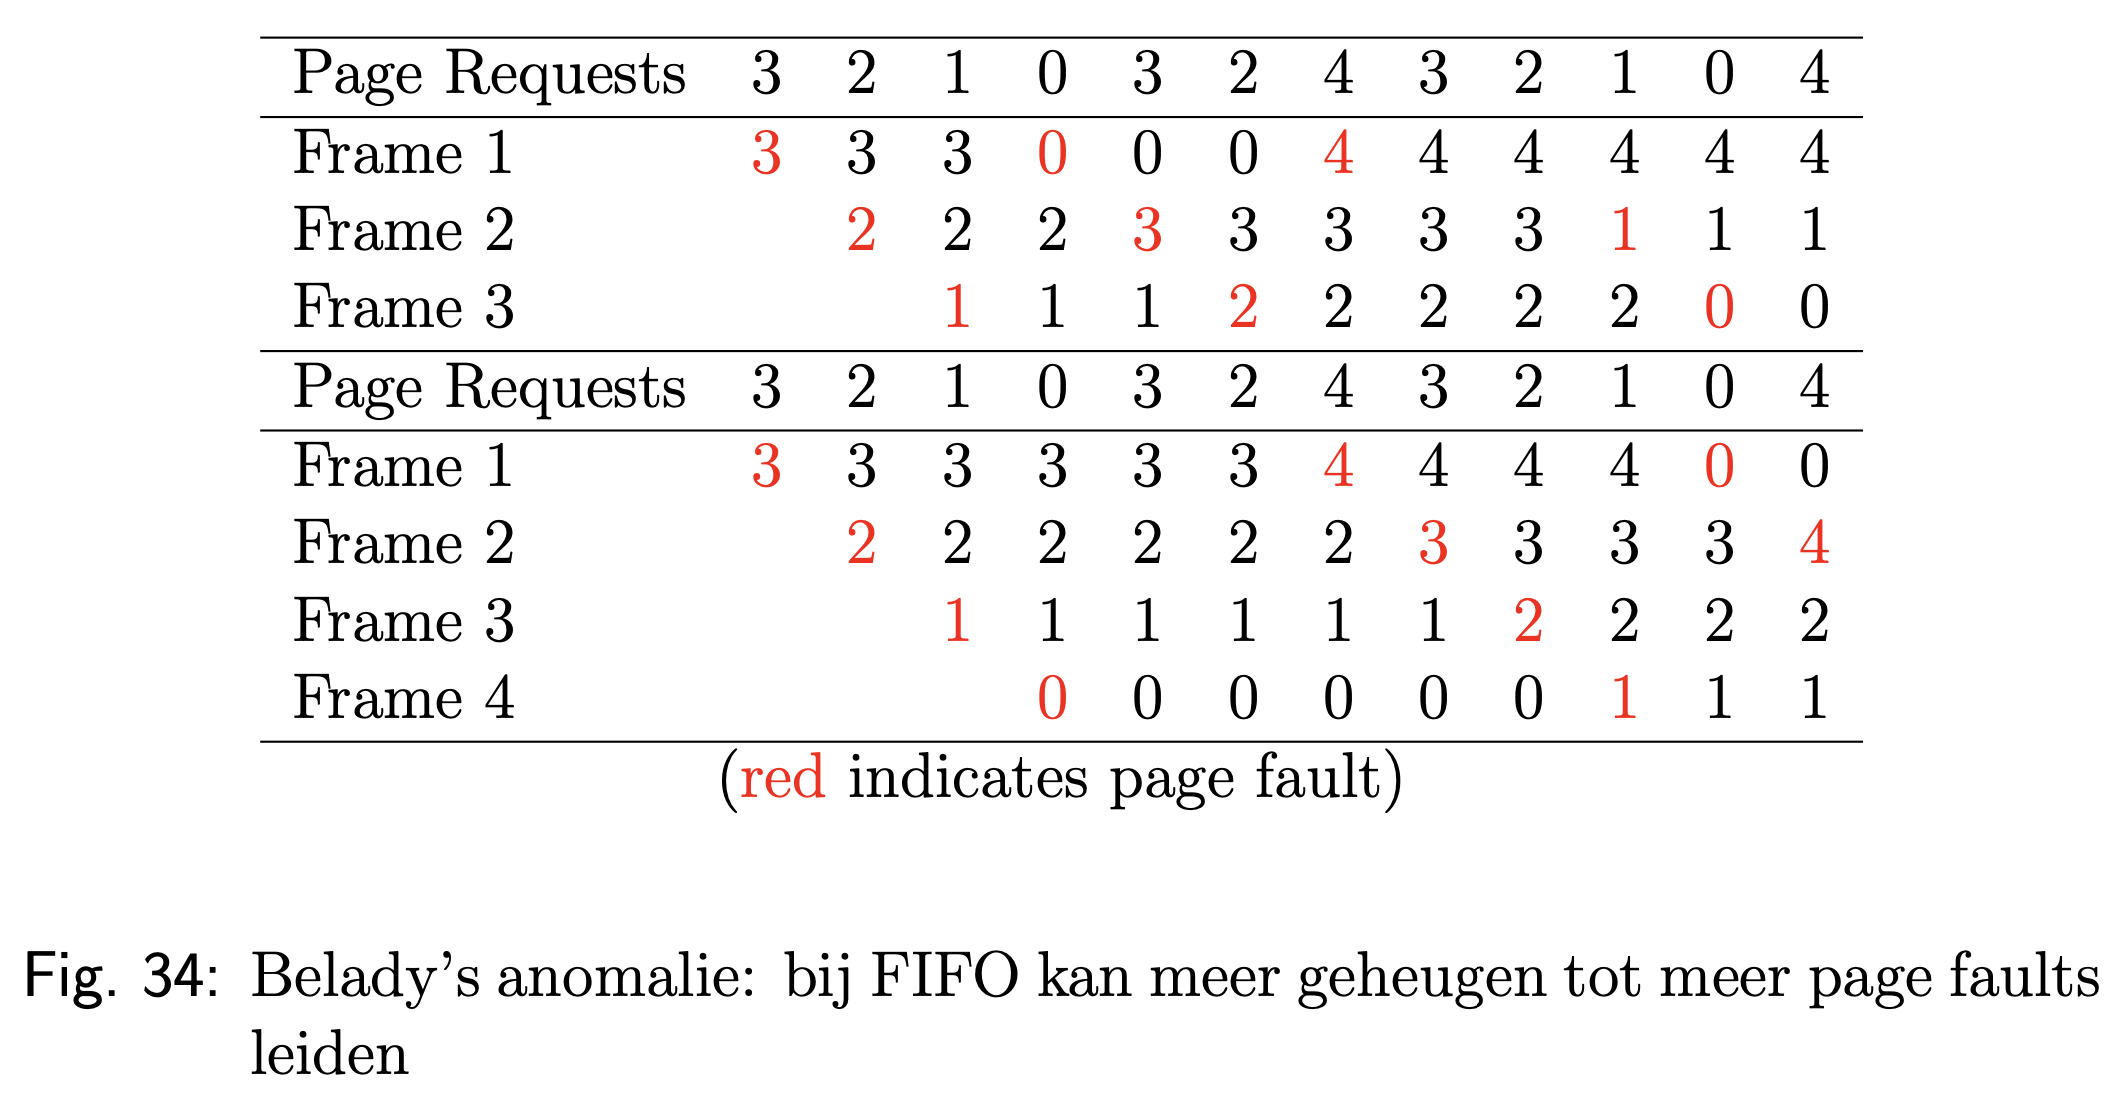 Page Requests 3 2 1 0 3 2 4 3 2 1 0 4
Frame 1 3 3 3 0 0 0 4 4 4 4 4 4
Frame 2 2 2 2 3 3 3 3 3 1 1 1
Frame 3 1 1 1 2 2 2 2 2 0 0
Page Requests 3 2 1 0 3 2 4 3 2 1 0 4
Frame 1 3 3 3 3 3 3 4 4 4 4 0 0
Frame 2 2 2 2 2 2 2 3 3 3 3 4
Frame 3 1 1 1 1 1 1 2 2 2 2
Frame 4 0 0 0 0 0 0 1 1 1
(red indicates page fault)
Fig. 34: Belady's anomalie: bij FIFO kan meer geheugen tot meer page faults
leiden